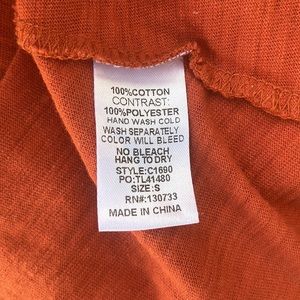 100%COTTON
CONTRAST:
100%POLYESTER
HAND WASH COLD
WASH SEPARATELY
COLOR WILL BLEED
NO BLEACH
HANG TO DRY
STYLE:C1690
PO:TL41480
SIZE:S
RN#:130733
MADE IN CHINA